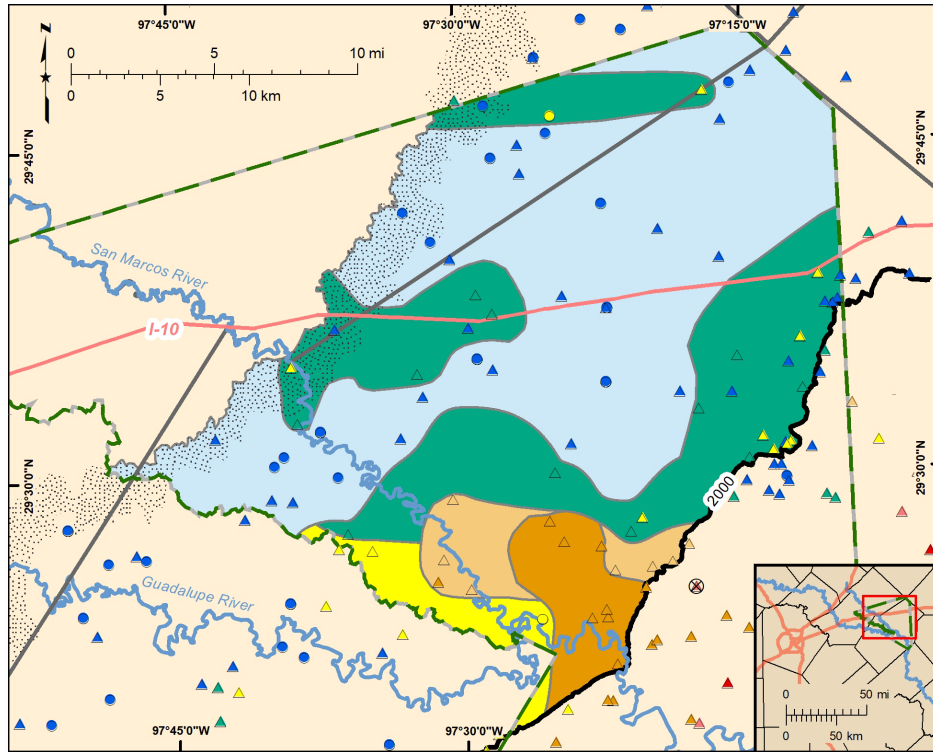 97°45'0"W 97°30'0"W 97°15'0"W
N
0 5 10 mi
0 5 10 km
29°45'0"N
29°45'0"N
San Marcos River
I-10
29°30'0"N
29°30'0"N
2000
Guadalupe River
0 50 mi
0 50 km
97°45'0"W 97°30'0"W